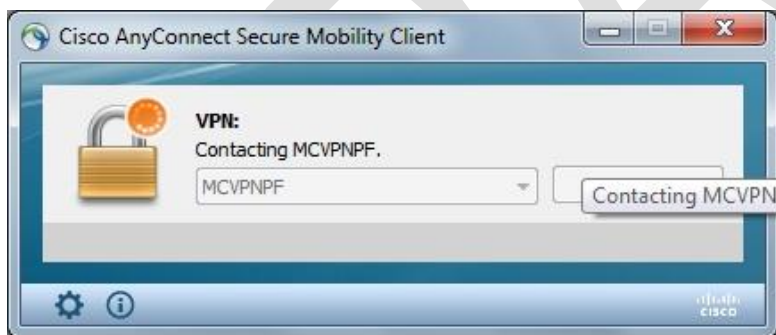 Cisco AnyConnect Secure Mobility Client
VPN:
Contacting MCVPNPF.
MCVPNPF
Contacting MCVPN
CISCO